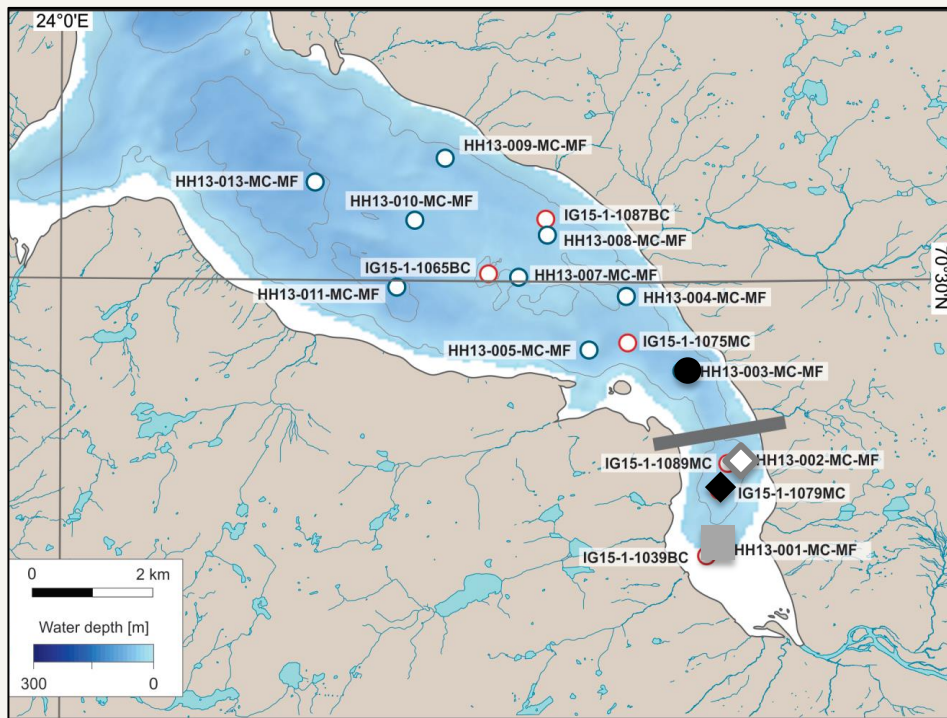 24°0'E
HH13-009-MC-MF
HH13-013-MC-MF
HH13-010-MC-MF
IG15-1-1087BC
HH13-008-MC-MF
IG15-1-1065BC
HH13-007-MC-MF
70°30'N
HH13-011-MC-MF
HH13-004-MC-MF
IG15-1-1075MC
HH13-005-MC-MF
HH13-003-MC-MF
IG15-1-1089MC
HH13-002-MC-MF
IG15-1-1079MC
IG15-1-1039BC
HH13-001-MC-MF
0 2 km
Water depth [m]
300 0